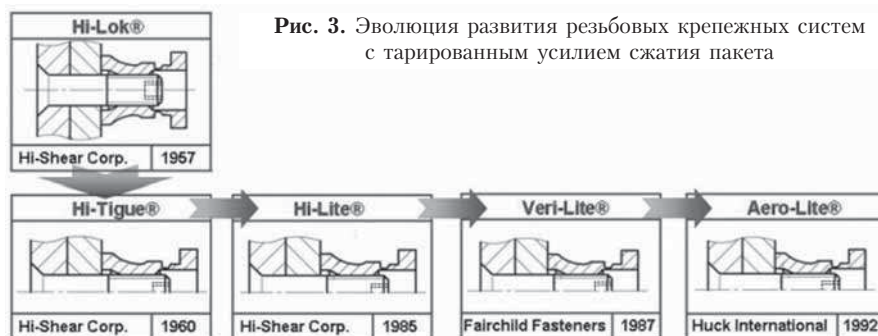 Hi-Lok®
Рис. 3. Эволюция развития резьбовых крепежных систем
с тарированным усилием сжатия пакета
Hi-Shear Corp. 1957
Hi-Tigue® Hi-Lite® Veri-Lite® Aero-Lite®
Hi-Shear Corp. 1960 Hi-Shear Corp. 1985 Fairchild Fasteners 1987 Huck International 1992